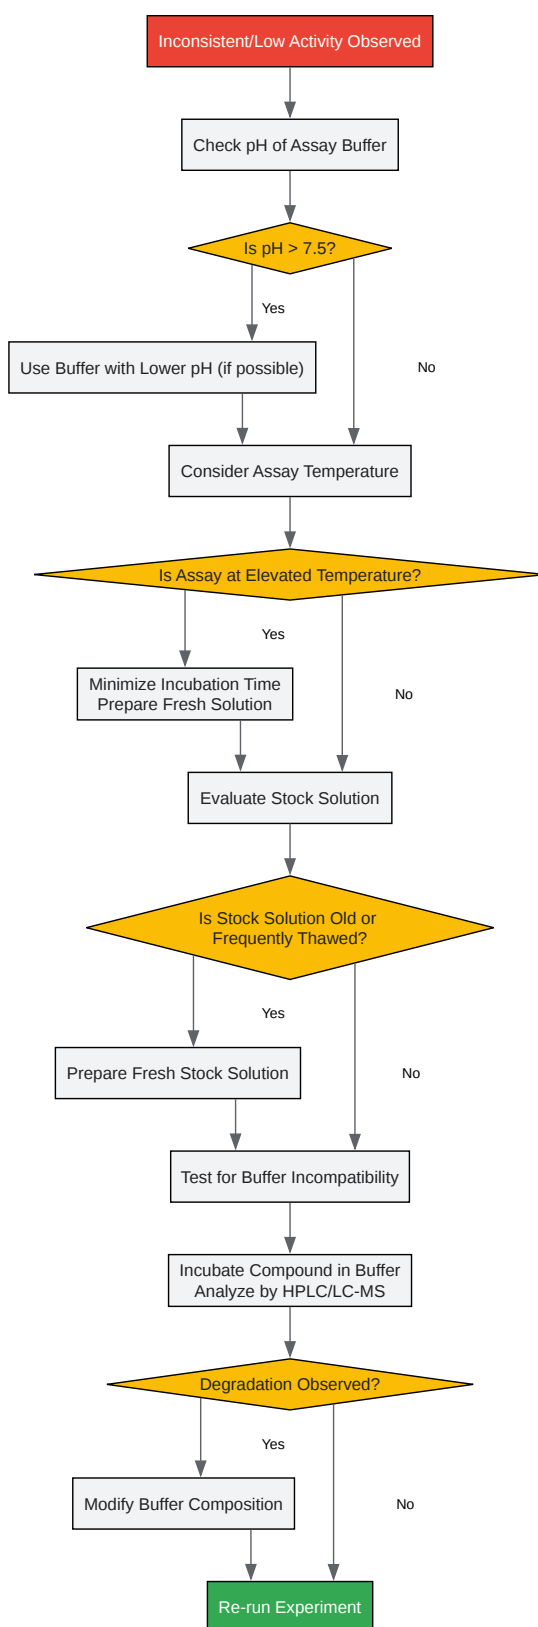 Inconsistent/Low Activity Observed
Check pH of Assay Buffer
Is pH > 7.5?
Yes
Use Buffer with Lower pH (if possible)
No
Consider Assay Temperature
Is Assay at Elevated Temperature?
Yes
Minimize Incubation Time
Prepare Fresh Solution
No
Evaluate Stock Solution
Is Stock Solution Old or
Frequently Thawed?
Yes
Prepare Fresh Stock Solution
No
Test for Buffer Incompatibility
Incubate Compound in Buffer
Analyze by HPLC/LC-MS
Degradation Observed?
Yes
Modify Buffer Composition
No
Re-run Experiment